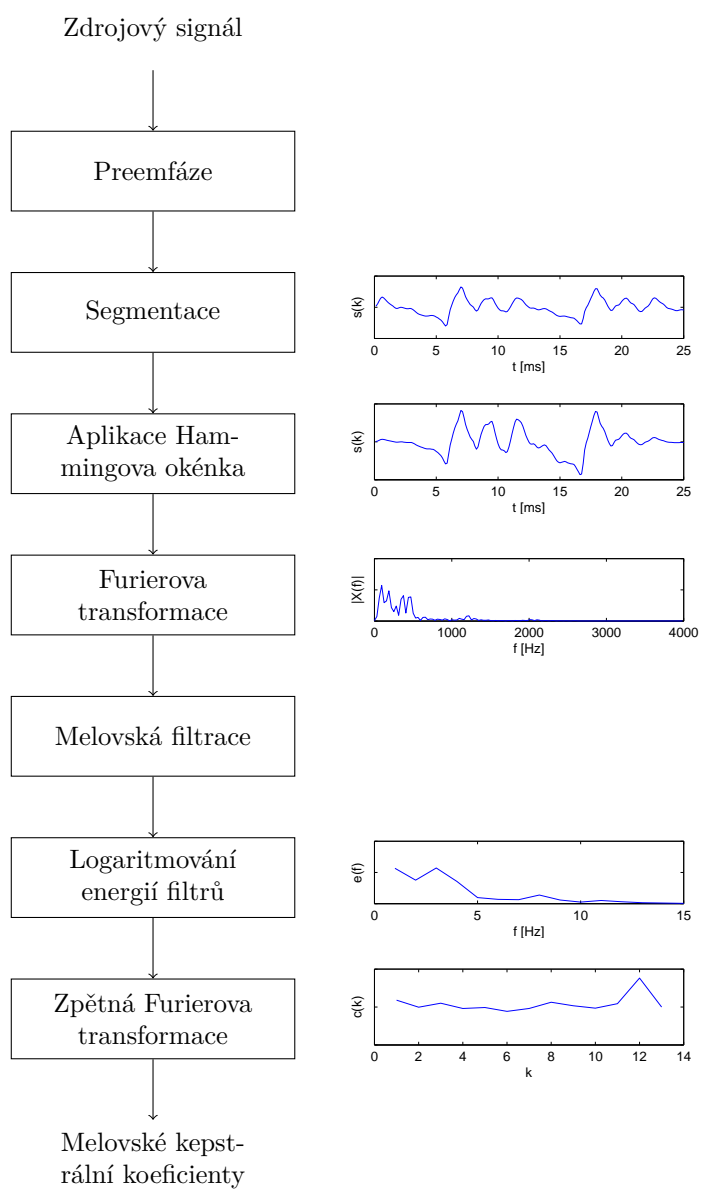 Zdrojový signál
Preemfáze
Segmentace
s(k)
0 5 10 15 20 25
t [ms]
Aplikace Ham-
mingova okénka
s(k)
0 5 10 15 20 25
t [ms]
Furierova
transformace
|X(f)|
0 1000 2000 3000 4000
f [Hz]
Melovská filtrace
Logaritmování
energií filtrů
e(f)
0 5 10 15
f [Hz]
Zpětná Furierova
transformace
c(k)
0 2 4 6 8 10 12 14
k
Melovské kepst-
rální koeficienty